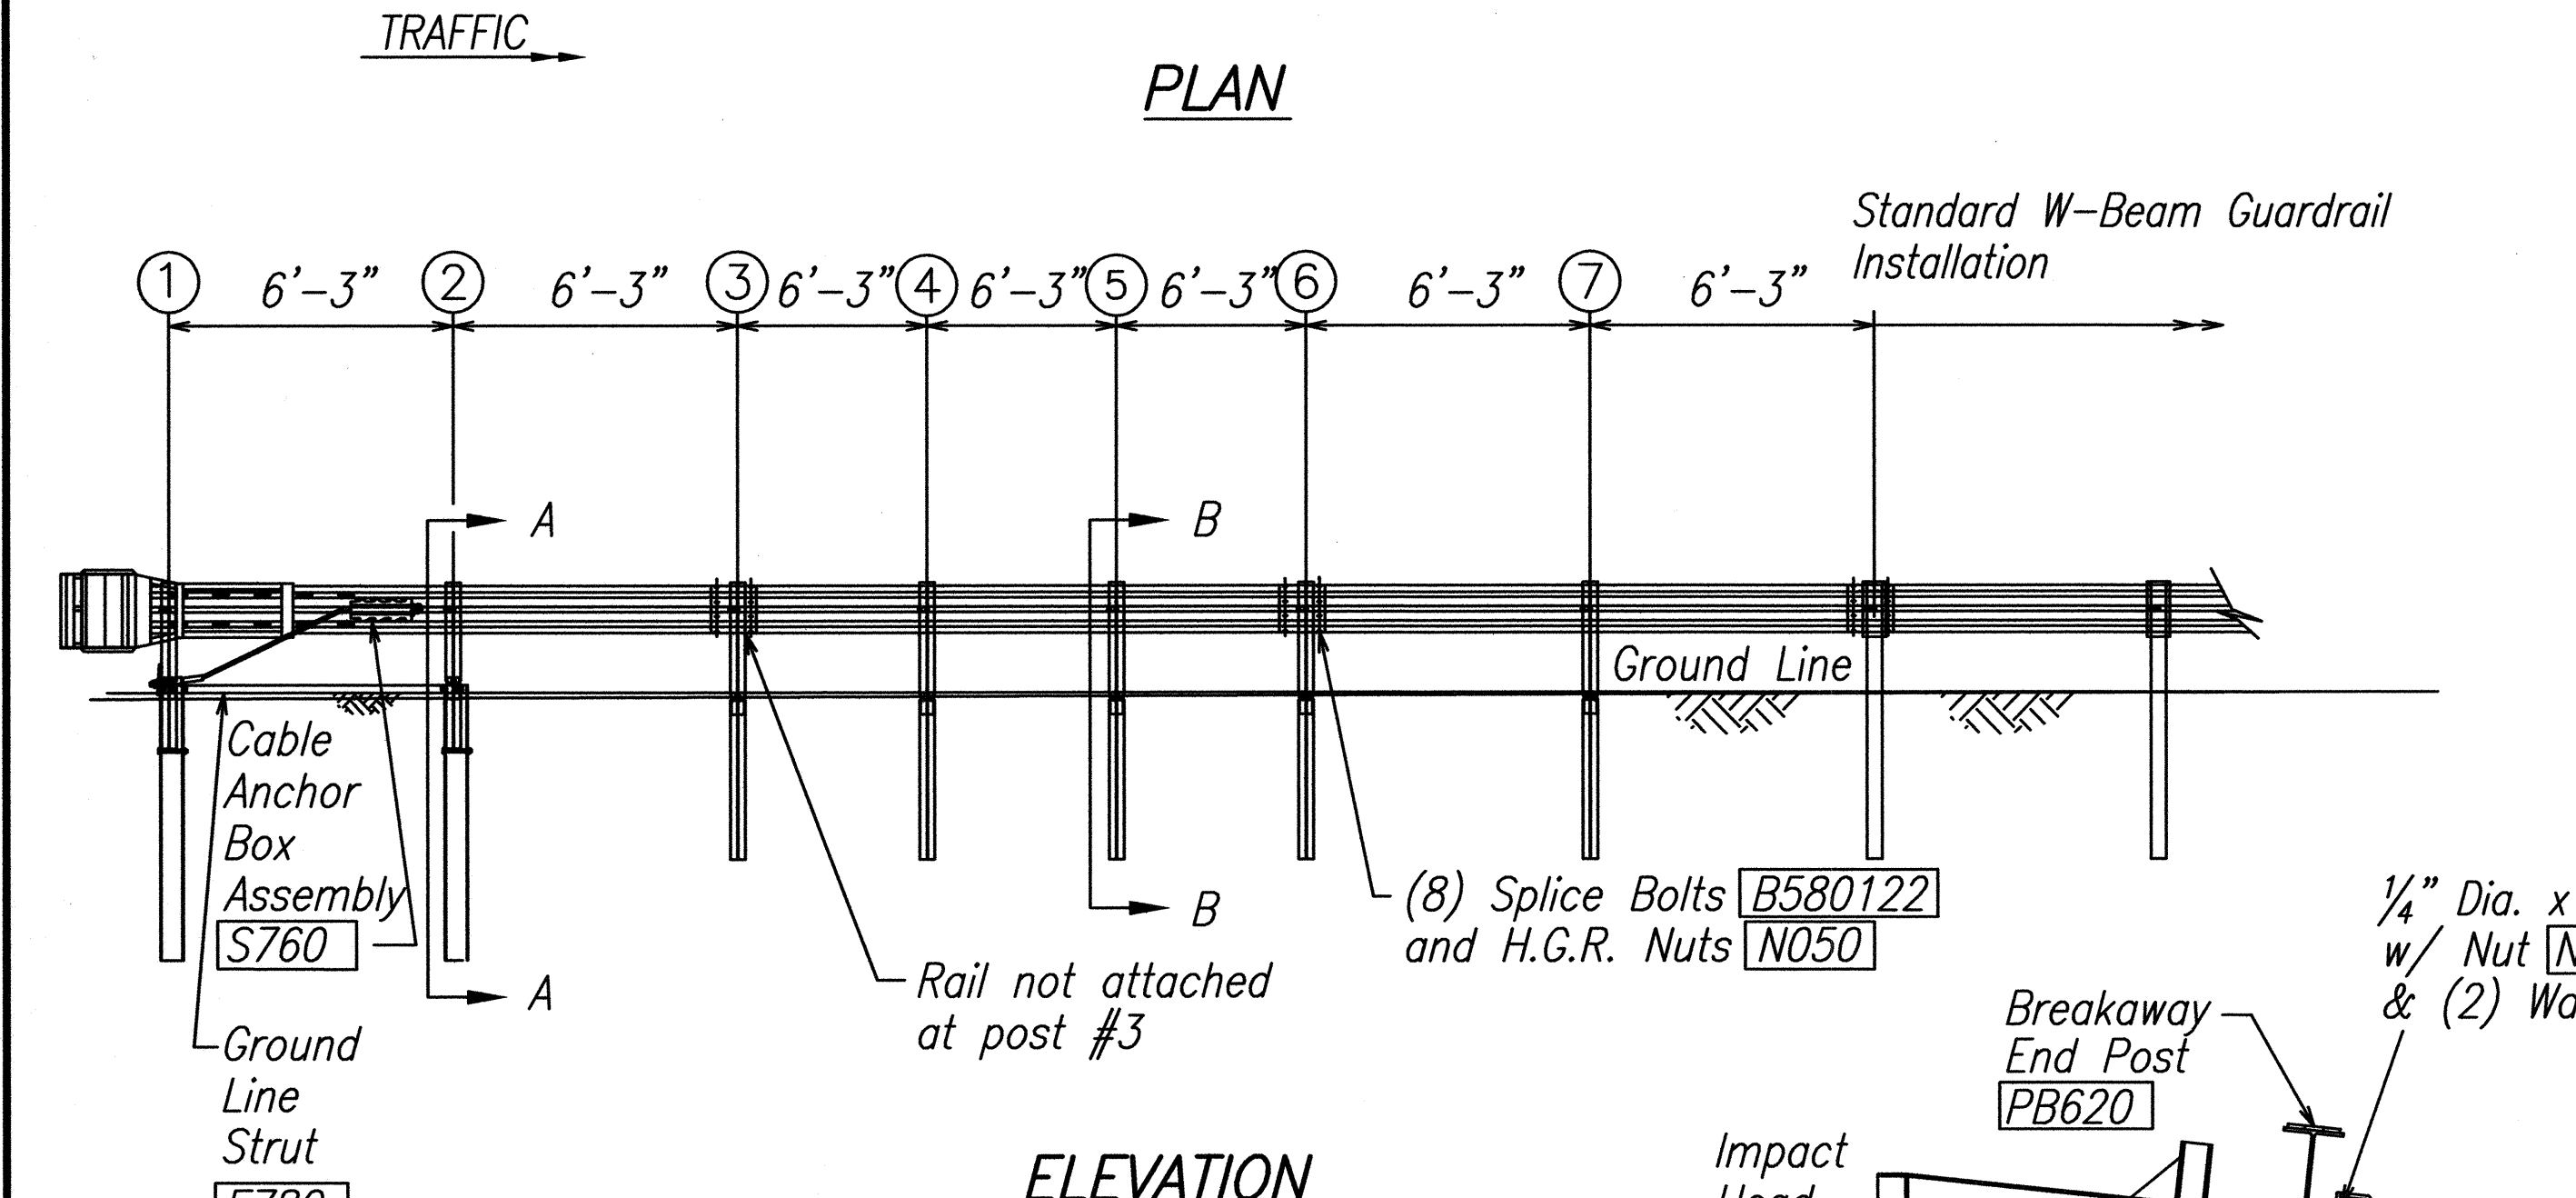 TRAFFIC
PLAN
Standard W-Beam Guardrail
Installation
1 6'-3" 2 6'-3" 3 6'-3" 4 6'-3" 5 6'-3" 6 6'-3" 7 6'-3"
A
B
Ground Line
Cable
Anchor
Box
Assembly
S760
A
B
(8) Splice Bolts B580122
and H.G.R. Nuts N050
Rail not attached
at post #3
Ground
Line
Strut
1/4" Dia. x
w/ Nut
& (2)
Breakaway
End Post
PB620
Impact
Head
ELEVATION